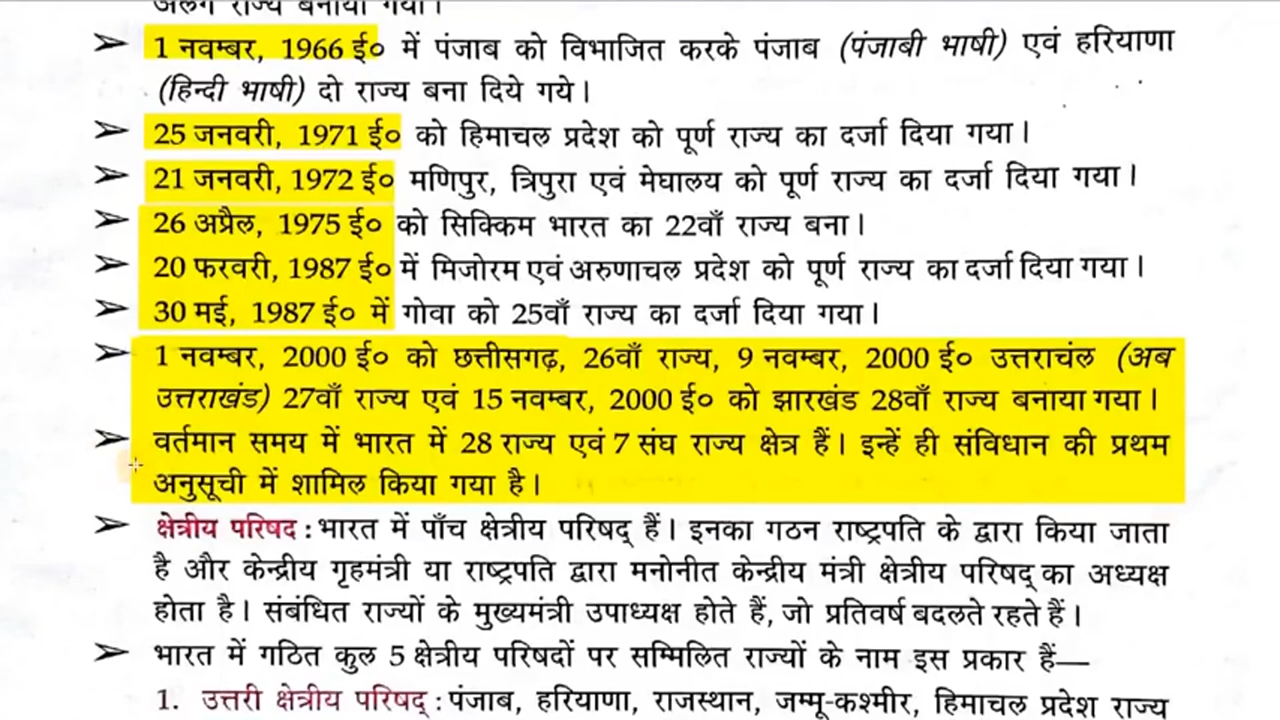 अलग राज्य बनाया गया।
➤ 1 नवम्बर, 1966 ई० में पंजाब को विभाजित करके पंजाब (पंजाबी भाषी) एवं हरियाणा
(हिन्दी भाषी) दो राज्य बना दिये गये।
➤ 25 जनवरी, 1971 ई० को हिमाचल प्रदेश को पूर्ण राज्य का दर्जा दिया गया।
➤ 21 जनवरी, 1972 ई० मणिपुर, त्रिपुरा एवं मेघालय को पूर्ण राज्य का दर्जा दिया गया।
➤ 26 अप्रैल, 1975 ई० को सिक्किम भारत का 22वाँ राज्य बना।
➤ 20 फरवरी, 1987 ई० में मिजोरम एवं अरुणाचल प्रदेश को पूर्ण राज्य का दर्जा दिया गया।
➤ 30 मई, 1987 ई० में गोवा को 25वाँ राज्य का दर्जा दिया गया।
➤ 1 नवम्बर, 2000 ई० को छत्तीसगढ़, 26वाँ राज्य, 9 नवम्बर, 2000 ई० उत्तराचंल (अब
उत्तराखंड) 27वाँ राज्य एवं 15 नवम्बर, 2000 ई० को झारखंड 28वाँ राज्य बनाया गया।
➤ वर्तमान समय में भारत में 28 राज्य एवं 7 संघ राज्य क्षेत्र हैं। इन्हें ही संविधान की प्रथम
अनुसूची में शामिल किया गया है।
➤ क्षेत्रीय परिषद : भारत में पाँच क्षेत्रीय परिषद् हैं। इनका गठन राष्ट्रपति के द्वारा किया जाता
है और केन्द्रीय गृहमंत्री या राष्ट्रपति द्वारा मनोनीत केन्द्रीय मंत्री क्षेत्रीय परिषद् का अध्यक्ष
होता है। संबंधित राज्यों के मुख्यमंत्री उपाध्यक्ष होते हैं, जो प्रतिवर्ष बदलते रहते हैं।
➤ भारत में गठित कुल 5 क्षेत्रीय परिषदों पर सम्मिलित राज्यों के नाम इस प्रकार हैं—
1. उत्तरी क्षेत्रीय परिषद् : पंजाब, हरियाणा, राजस्थान, जम्मू-कश्मीर, हिमाचल प्रदेश राज्य